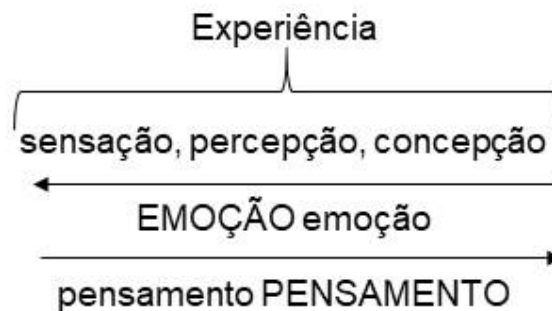 Experiência
sensação, percepção, concepção
EMOÇÃO emoção
pensamento PENSAMENTO